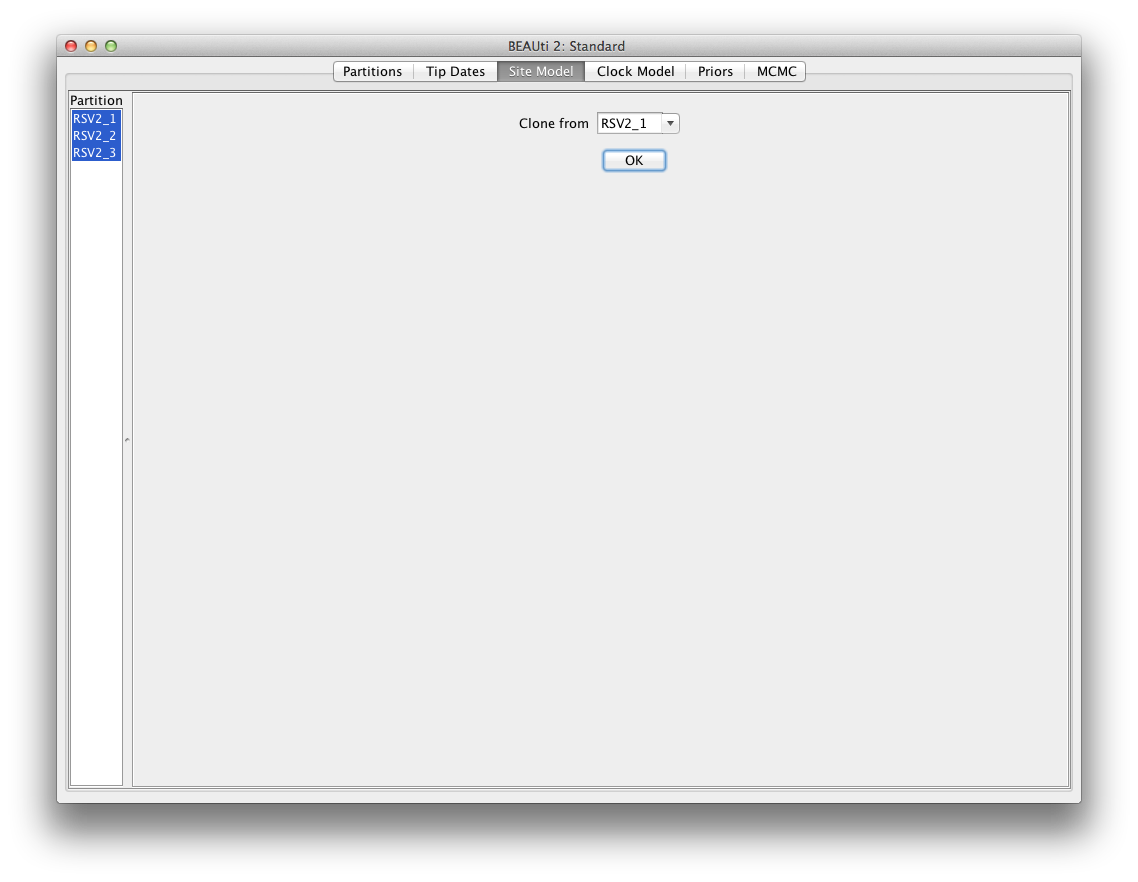 BEAUti 2: Standard
Partitions Tip Dates Site Model Clock Model Priors MCMC
Partition
RSV2_1
RSV2_2
RSV2_3
Clone from RSV2_1
OK